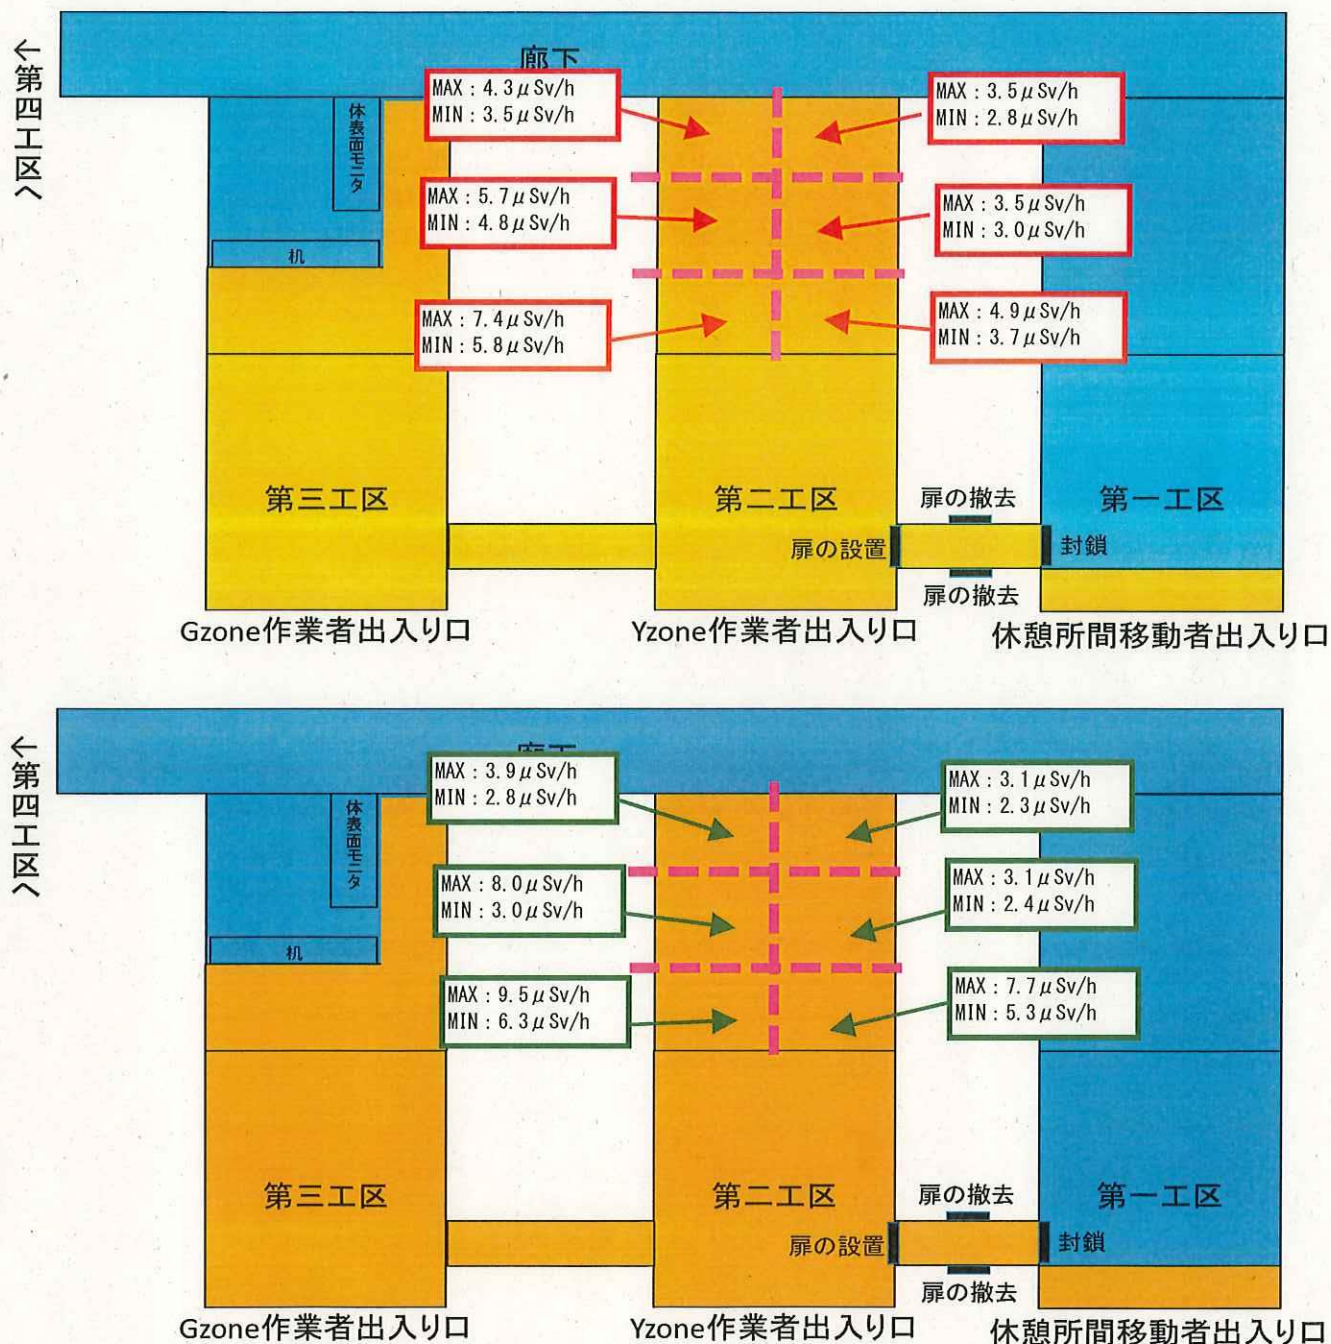 ←第四工区へ
廊下
MAX：4.3μSv/h
MIN：3.5μSv/h
MAX：3.5μSv/h
MIN：2.8μSv/h
体表面モニタ
MAX：5.7μSv/h
MIN：4.8μSv/h
MAX：3.5μSv/h
MIN：3.0μSv/h
机
MAX：7.4μSv/h
MIN：5.8μSv/h
MAX：4.9μSv/h
MIN：3.7μSv/h
第三工区
第二工区
扉の撤去
第一工区
扉の設置
封鎖
扉の撤去
Gzone作業者出入り口
Yzone作業者出入り口
休憩所間移動者出入り口
←第四工区へ
廊下
MAX：3.9μSv/h
MIN：2.8μSv/h
MAX：3.1μSv/h
MIN：2.3μSv/h
体表面モニタ
MAX：8.0μSv/h
MIN：3.0μSv/h
MAX：3.1μSv/h
MIN：2.4μSv/h
机
MAX：9.5μSv/h
MIN：6.3μSv/h
MAX：7.7μSv/h
MIN：5.3μSv/h
第三工区
第二工区
扉の撤去
第一工区
扉の設置
封鎖
扉の撤去
Gzone作業者出入り口
Yzone作業者出入り口
休憩所間移動者出入り口